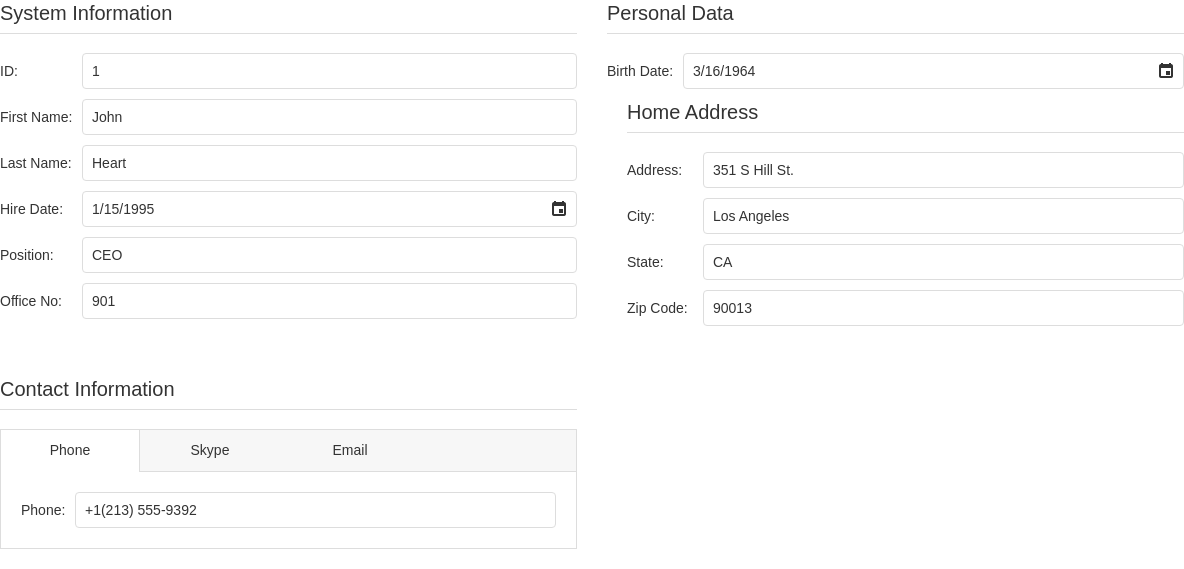 System Information
ID: 1
First Name: John
Last Name: Heart
Hire Date: 1/15/1995
Position: CEO
Office No: 901
Personal Data
Birth Date: 3/16/1964
Home Address
Address: 351 S Hill St.
City: Los Angeles
State: CA
Zip Code: 90013
Contact Information
Phone Skype Email
Phone: +1(213) 555-9392